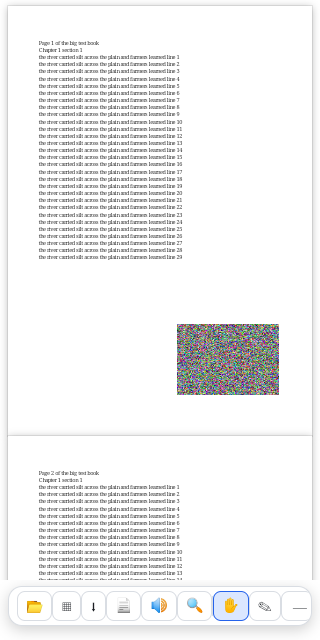 Page 1 of the big test book
Chapter 1 section 1
the river carried silt across the plain and farmers learned line 1
the river carried silt across the plain and farmers learned line 2
the river carried silt across the plain and farmers learned line 3
the river carried silt across the plain and farmers learned line 4
the river carried silt across the plain and farmers learned line 5
the river carried silt across the plain and farmers learned line 6
the river carried silt across the plain and farmers learned line 7
the river carried silt across the plain and farmers learned line 8
the river carried silt across the plain and farmers learned line 9
the river carried silt across the plain and farmers learned line 10
the river carried silt across the plain and farmers learned line 11
the river carried silt across the plain and farmers learned line 12
the river carried silt across the plain and farmers learned line 13
the river carried silt across the plain and farmers learned line 14
the river carried silt across the plain and farmers learned line 15
the river carried silt across the plain and farmers learned line 16
the river carried silt across the plain and farmers learned line 17
the river carried silt across the plain and farmers learned line 18
the river carried silt across the plain and farmers learned line 19
the river carried silt across the plain and farmers learned line 20
the river carried silt across the plain and farmers learned line 21
the river carried silt across the plain and farmers learned line 22
the river carried silt across the plain and farmers learned line 23
the river carried silt across the plain and farmers learned line 24
the river carried silt across the plain and farmers learned line 25
the river carried silt across the plain and farmers learned line 26
the river carried silt across the plain and farmers learned line 27
the river carried silt across the plain and farmers learned line 28
the river carried silt across the plain and farmers learned line 29
Page 2 of the big test book
Chapter 1 section 1
the river carried silt across the plain and farmers learned line 1
the river carried silt across the plain and farmers learned line 2
the river carried silt across the plain and farmers learned line 3
the river carried silt across the plain and farmers learned line 4
the river carried silt across the plain and farmers learned line 5
the river carried silt across the plain and farmers learned line 6
the river carried silt across the plain and farmers learned line 7
the river carried silt across the plain and farmers learned line 8
the river carried silt across the plain and farmers learned line 9
the river carried silt across the plain and farmers learned line 10
the river carried silt across the plain and farmers learned line 11
the river carried silt across the plain and farmers learned line 12
the river carried silt across the plain and farmers learned line 13